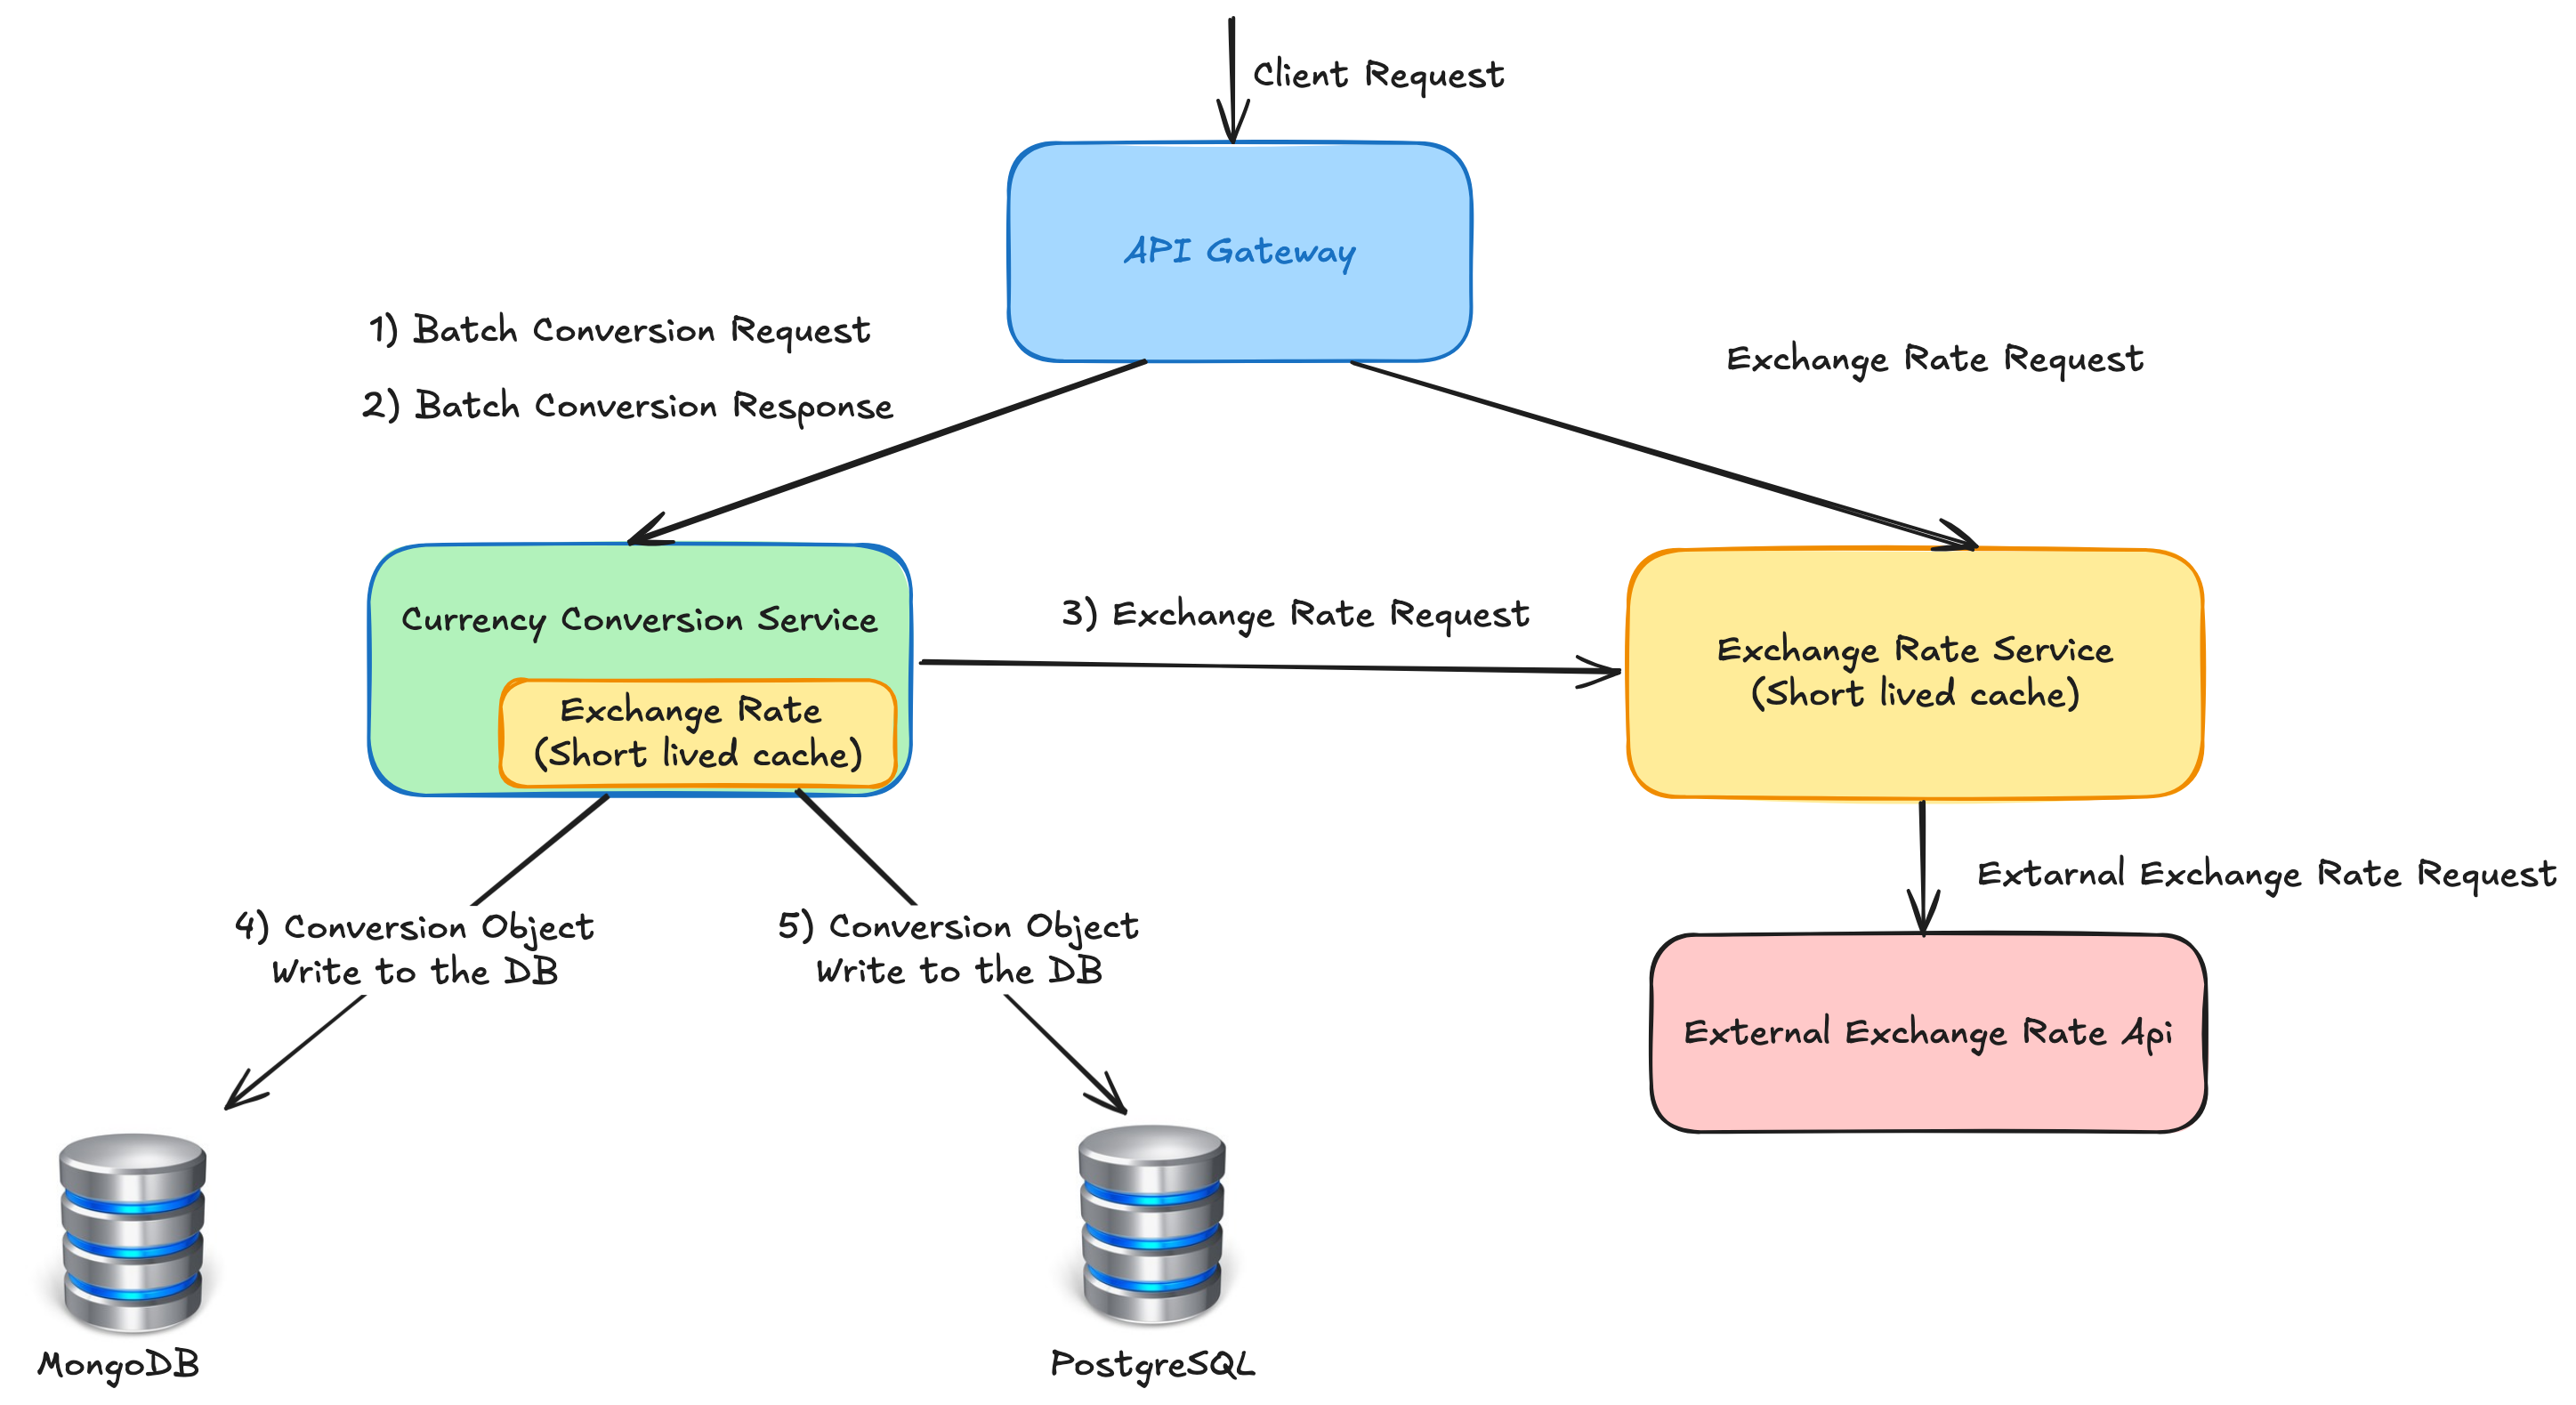 Client Request
API Gateway
1) Batch Conversion Request
2) Batch Conversion Response
Exchange Rate Request
Currency Conversion Service
Exchange Rate
(Short lived cache)
3) Exchange Rate Request
Exchange Rate Service
(Short lived cache)
Extarnal Exchange Rate Request
4) Conversion Object
Write to the DB
5) Conversion Object
Write to the DB
External Exchange Rate Api
MongoDB
PostgreSQL